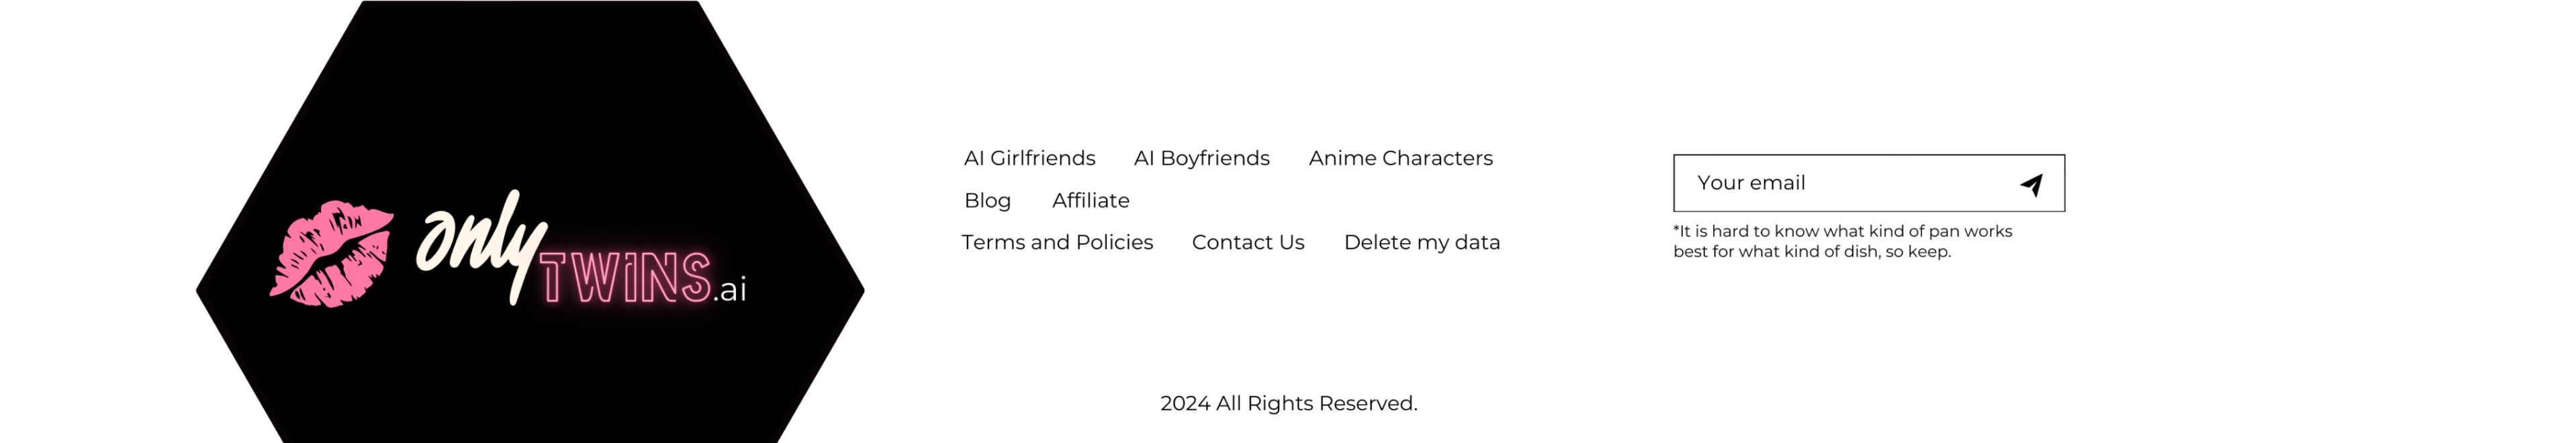 only
TWINS.ai
AI Girlfriends AI Boyfriends Anime Characters
Blog Affiliate
Terms and Policies Contact Us Delete my data
Your email
*It is hard to know what kind of pan works
best for what kind of dish, so keep.
2024 All Rights Reserved.